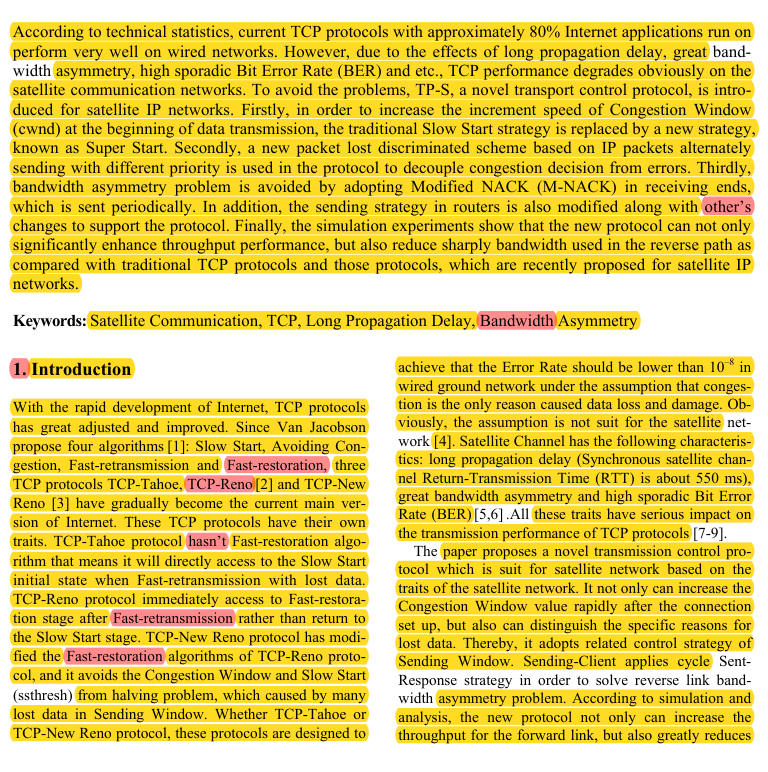 According to technical statistics, current TCP protocols with approximately 80% Internet applications run on
perform very well on wired networks. However, due to the effects of long propagation delay, great band-
width asymmetry, high sporadic Bit Error Rate (BER) and etc., TCP performance degrades obviously on the
satellite communication networks. To avoid the problems, TP-S, a novel transport control protocol, is intro-
duced for satellite IP networks. Firstly, in order to increase the increment speed of Congestion Window
(cwnd) at the beginning of data transmission, the traditional Slow Start strategy is replaced by a new strategy,
known as Super Start. Secondly, a new packet lost discriminated scheme based on IP packets alternately
sending with different priority is used in the protocol to decouple congestion decision from errors. Thirdly,
bandwidth asymmetry problem is avoided by adopting Modified NACK (M-NACK) in receiving ends,
which is sent periodically. In addition, the sending strategy in routers is also modified along with other's
changes to support the protocol. Finally, the simulation experiments show that the new protocol can not only
significantly enhance throughput performance, but also reduce sharply bandwidth used in the reverse path as
compared with traditional TCP protocols and those protocols, which are recently proposed for satellite IP
networks.
Keywords: Satellite Communication, TCP, Long Propagation Delay, Bandwidth Asymmetry
1. Introduction
With the rapid development of Internet, TCP protocols
has great adjusted and improved. Since Van Jacobson
propose four algorithms [1]: Slow Start, Avoiding Con-
gestion, Fast-retransmission and Fast-restoration, three
TCP protocols TCP-Tahoe, TCP-Reno [2] and TCP-New
Reno [3] have gradually become the current main ver-
sion of Internet. These TCP protocols have their own
traits. TCP-Tahoe protocol hasn't Fast-restoration algo-
rithm that means it will directly access to the Slow Start
initial state when Fast-retransmission with lost data.
TCP-Reno protocol immediately access to Fast-restora-
tion stage after Fast-retransmission rather than return to
the Slow Start stage. TCP-New Reno protocol has modi-
fied the Fast-restoration algorithms of TCP-Reno proto-
col, and it avoids the Congestion Window and Slow Start
(ssthresh) from halving problem, which caused by many
lost data in Sending Window. Whether TCP-Tahoe or
TCP-New Reno protocol, these protocols are designed to
achieve that the Error Rate should be lower than 10⁻⁸ in
wired ground network under the assumption that conges-
tion is the only reason caused data loss and damage. Ob-
viously, the assumption is not suit for the satellite net-
work [4]. Satellite Channel has the following characteris-
tics: long propagation delay (Synchronous satellite chan-
nel Return-Transmission Time (RTT) is about 550 ms),
great bandwidth asymmetry and high sporadic Bit Error
Rate (BER) [5,6] .All these traits have serious impact on
the transmission performance of TCP protocols [7-9].
The paper proposes a novel transmission control pro-
tocol which is suit for satellite network based on the
traits of the satellite network. It not only can increase the
Congestion Window value rapidly after the connection
set up, but also can distinguish the specific reasons for
lost data. Thereby, it adopts related control strategy of
Sending Window. Sending-Client applies cycle Sent-
Response strategy in order to solve reverse link band-
width asymmetry problem. According to simulation and
analysis, the new protocol not only can increase the
throughput for the forward link, but also greatly reduces